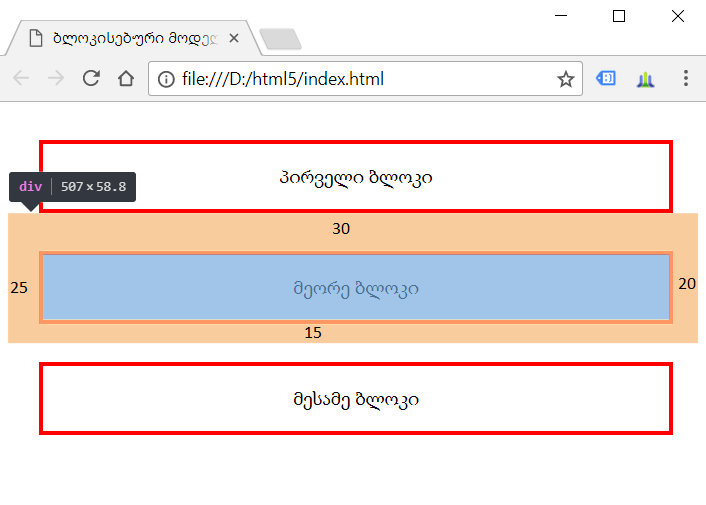 ბლოკისებური მოდელ
file:///D:/html5/index.html
პირველი ბლოკი
div 507 × 58.8
30
25
მეორე ბლოკი
20
15
მესამე ბლოკი